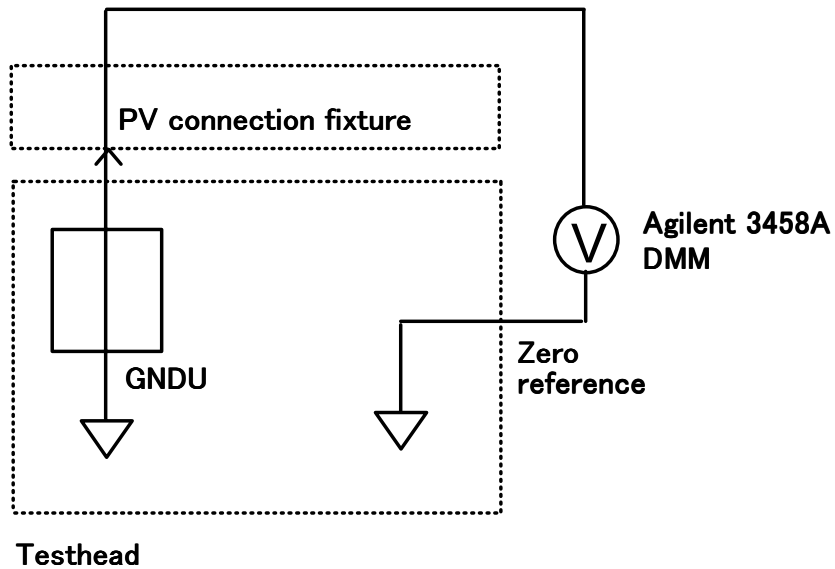 PV connection fixture
Agilent 3458A
DMM
V
Zero
reference
GNDU
Testhead